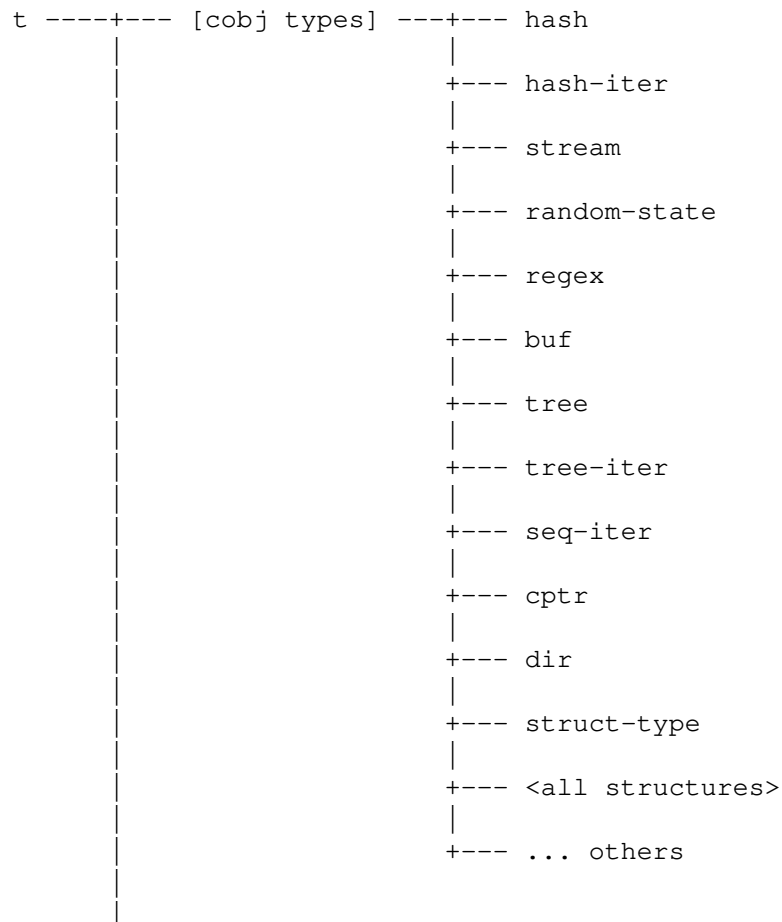 t ----+--- [cobj types] ---+--- hash
      |                    |
      |                    +--- hash-iter
      |                    |
      |                    +--- stream
      |                    |
      |                    +--- random-state
      |                    |
      |                    +--- regex
      |                    |
      |                    +--- buf
      |                    |
      |                    +--- tree
      |                    |
      |                    +--- tree-iter
      |                    |
      |                    +--- seq-iter
      |                    |
      |                    +--- cptr
      |                    |
      |                    +--- dir
      |                    |
      |                    +--- struct-type
      |                    |
      |                    +--- <all structures>
      |                    |
      |                    +--- ... others
      |
      |